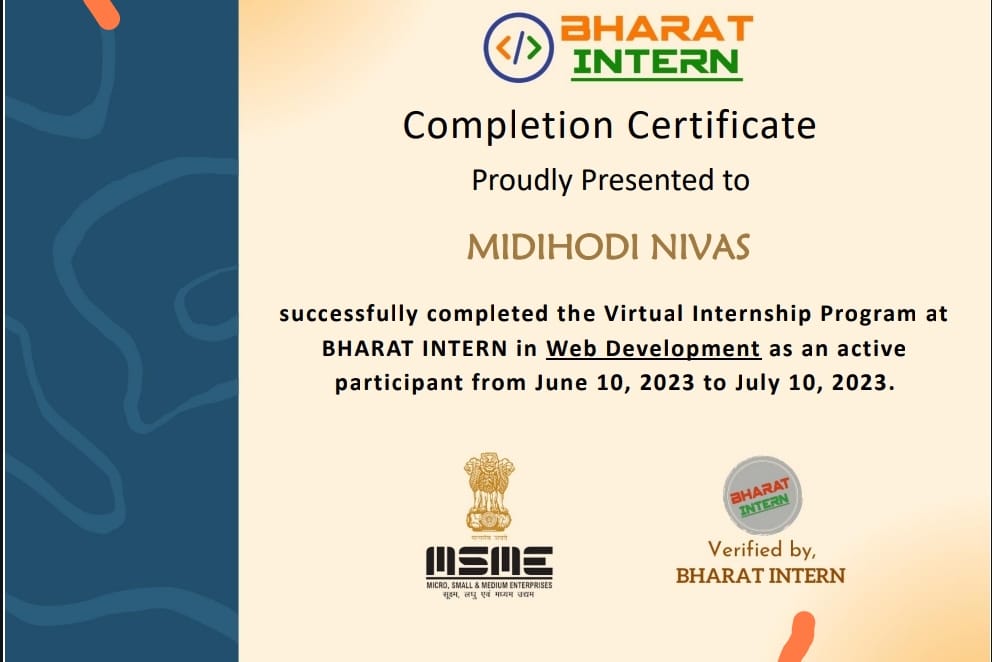 </>
BHARAT
INTERN
Completion Certificate
Proudly Presented to
MIDIHODI NIVAS
successfully completed the Virtual Internship Program at
BHARAT INTERN in Web Development as an active
participant from June 10, 2023 to July 10, 2023.
सत्यमेव जयते
MSME
MICRO, SMALL & MEDIUM ENTERPRISES
सूक्ष्म, लघु एवं मध्यम उद्यम
BHARAT
INTERN
Verified by,
BHARAT INTERN